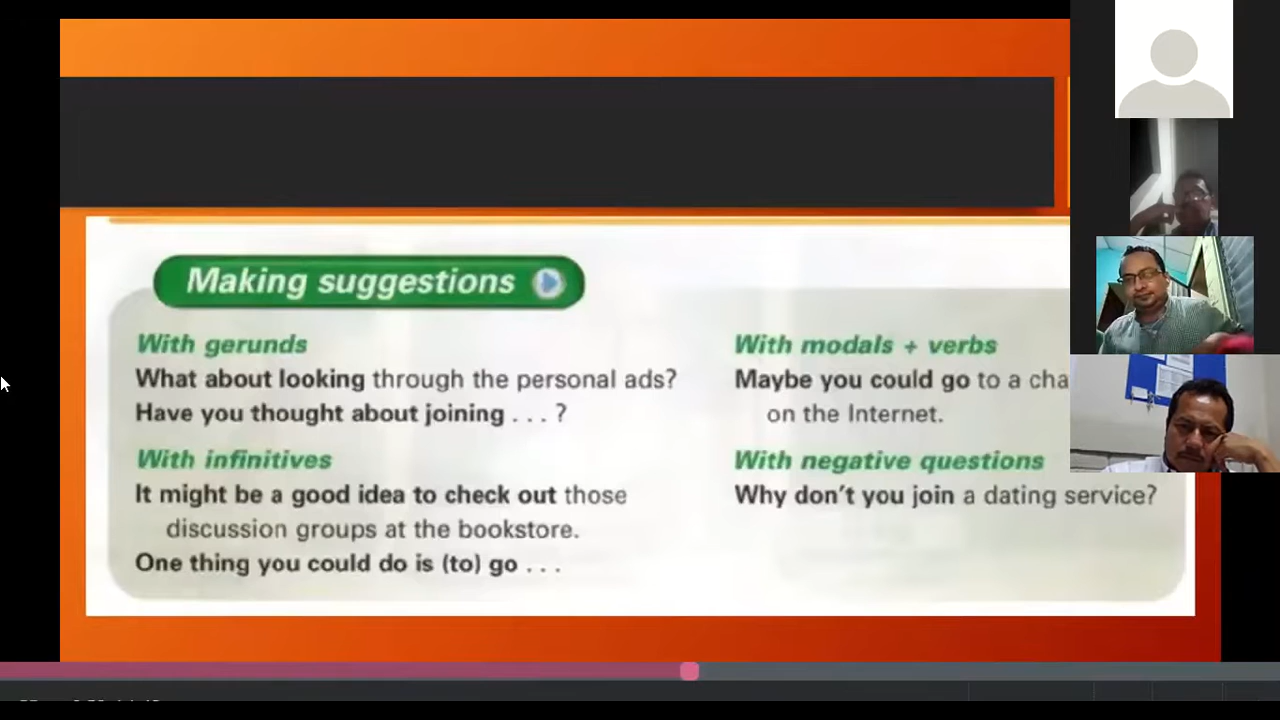 Making suggestions
With gerunds
What about looking through the personal ads?
Have you thought about joining . . . ?
With infinitives
It might be a good idea to check out those
discussion groups at the bookstore.
One thing you could do is (to) go . . .
With modals + verbs
Maybe you could go to a
on the Internet.
With negative questions
Why don't you join a dating service?